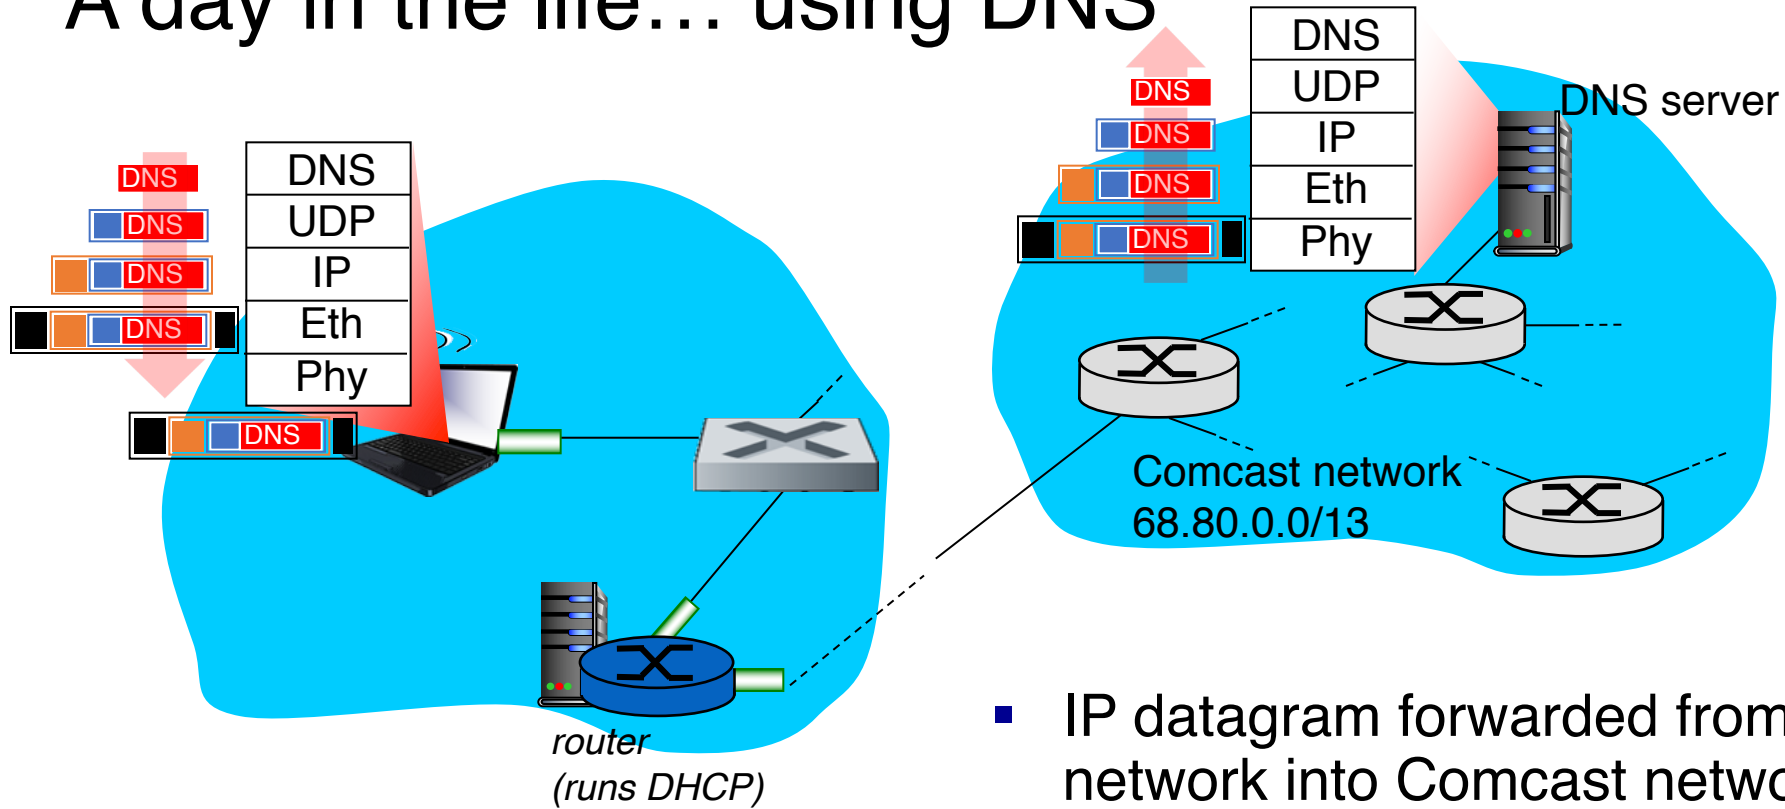 A day in the life… using DNS
DNS
UDP
IP
Eth
Phy
DNS
DNS
DNS
DNS
DNS
DNS
UDP
IP
Eth
Phy
DNS
DNS
DNS
DNS
DNS server
Comcast network
68.80.0.0/13
router
(runs DHCP)
▪ IP datagram forwarded from
network into Comcast netwo